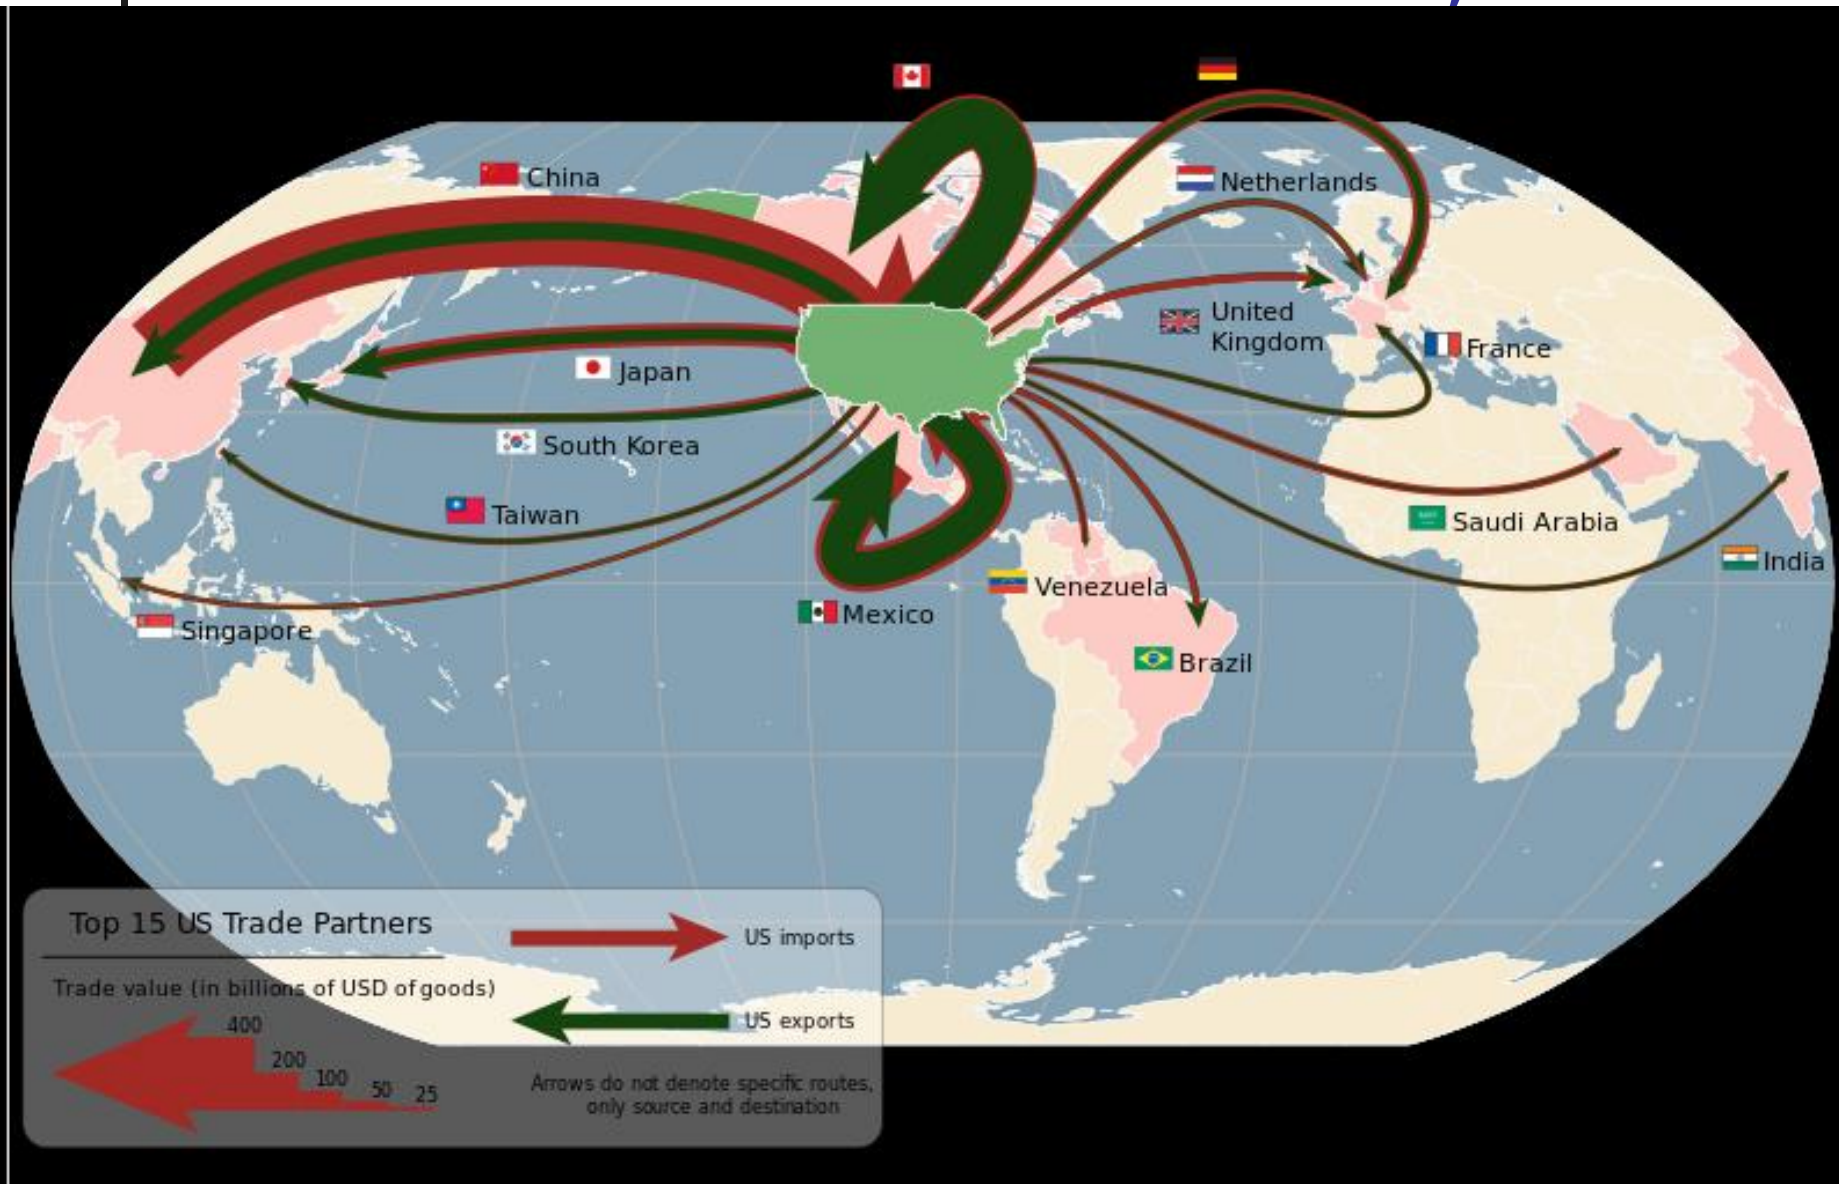 China
Netherlands
United
Kingdom
France
Japan
South Korea
Taiwan
Saudi Arabia
India
Venezuela
Mexico
Singapore
Brazil
Top 15 US Trade Partners
Trade value (in billions of USD of goods)
400
200
100
50
25
US imports
US exports
Arrows do not denote specific routes,
only source and destination